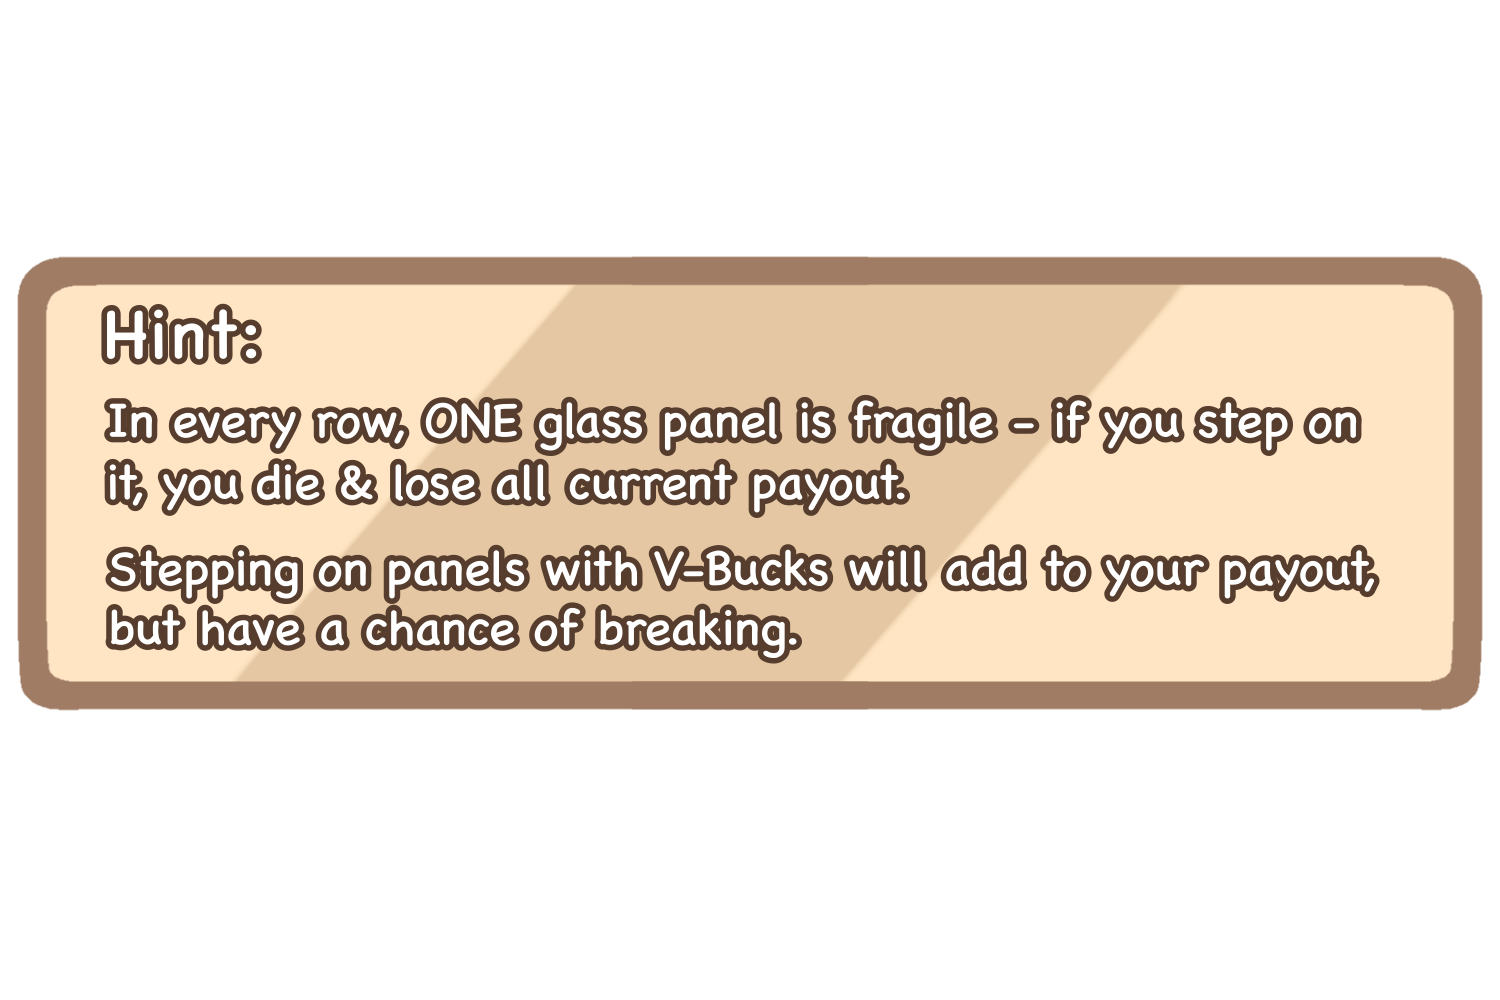 Hint:
In every row, ONE glass panel is fragile - if you step on
it, you die & lose all current payout.
Stepping on panels with V-Bucks will add to your payout,
but have a chance of breaking.